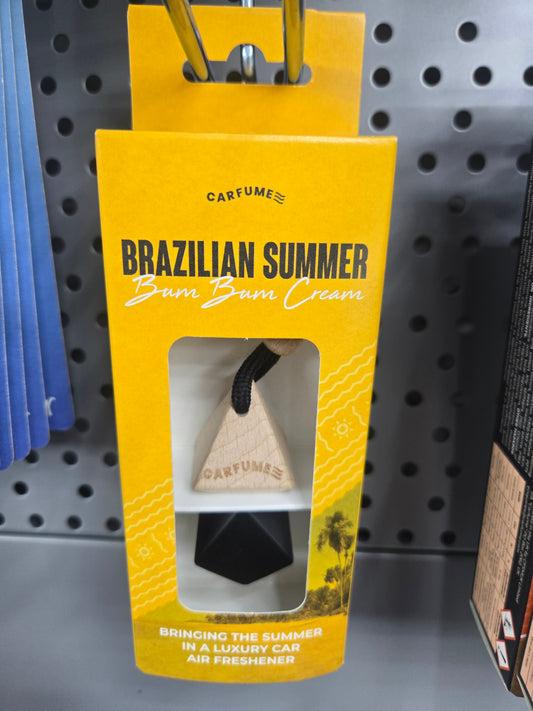 CARFUME
BRAZILIAN SUMMER
Bum Bum Cream
CARFUME
BRINGING THE SUMMER
IN A LUXURY CAR
AIR FRESHENER